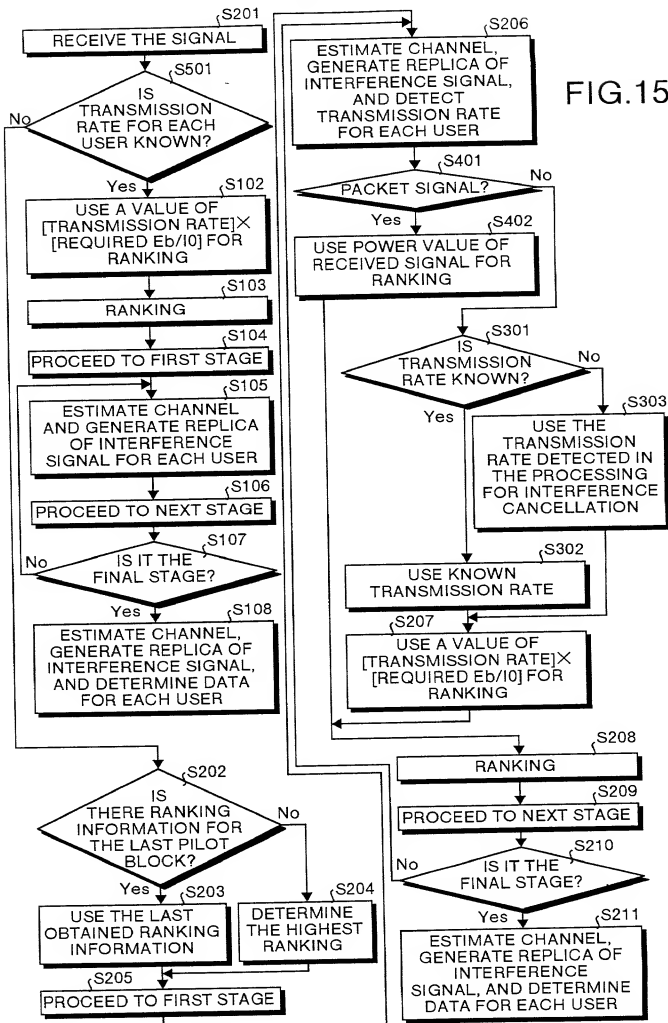 FIG.15
S201
RECEIVE THE SIGNAL
S501
IS
TRANSMISSION
RATE FOR EACH
USER KNOWN?
No
Yes
S102
USE A VALUE OF
[TRANSMISSION RATE]×
[REQUIRED Eb/I0] FOR
RANKING
S103
RANKING
S104
PROCEED TO FIRST STAGE
S105
ESTIMATE CHANNEL
AND GENERATE REPLICA
OF INTERFERENCE
SIGNAL FOR EACH USER
S106
PROCEED TO NEXT STAGE
S107
IS IT THE
FINAL STAGE?
No
Yes
S108
ESTIMATE CHANNEL,
GENERATE REPLICA OF
INTERFERENCE SIGNAL,
AND DETERMINE DATA
FOR EACH USER
S202
IS
THERE RANKING
INFORMATION FOR
THE LAST PILOT
BLOCK?
No
Yes
S203
USE THE LAST
OBTAINED RANKING
INFORMATION
S204
DETERMINE
THE HIGHEST
RANKING
S205
PROCEED TO FIRST STAGE
S206
ESTIMATE CHANNEL,
GENERATE REPLICA OF
INTERFERENCE SIGNAL,
AND DETECT
TRANSMISSION RATE
FOR EACH USER
S401
PACKET SIGNAL?
No
Yes
S402
USE POWER VALUE OF
RECEIVED SIGNAL FOR
RANKING
S301
IS
TRANSMISSION
RATE KNOWN?
No
Yes
S303
USE THE
TRANSMISSION
RATE DETECTED IN
THE PROCESSING
FOR INTERFERENCE
CANCELLATION
S302
USE KNOWN
TRANSMISSION RATE
S207
USE A VALUE OF
[TRANSMISSION RATE]×
[REQUIRED Eb/I0] FOR
RANKING
S208
RANKING
S209
PROCEED TO NEXT STAGE
S210
IS IT THE
FINAL STAGE?
No
Yes
S211
ESTIMATE CHANNEL,
GENERATE REPLICA OF
INTERFERENCE
SIGNAL, AND DETERMINE
DATA FOR EACH USER